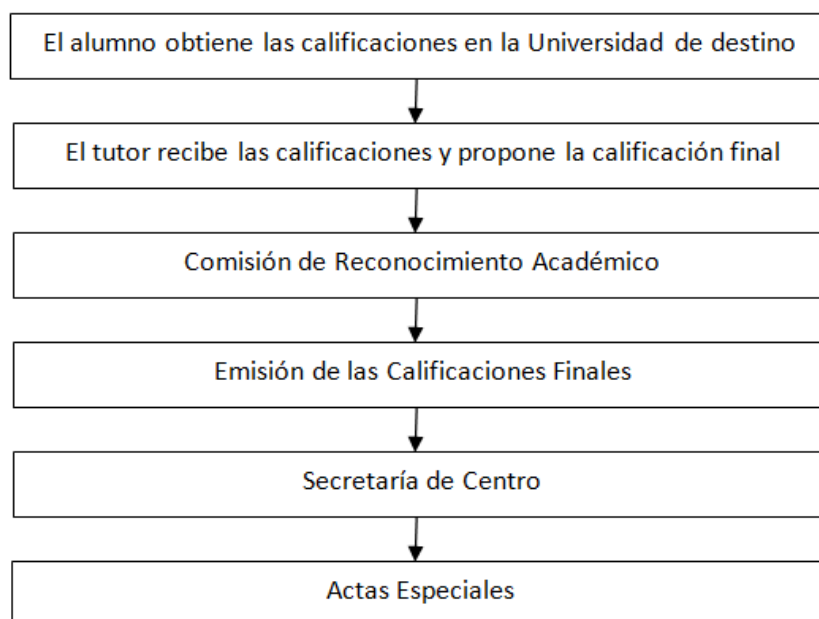 El alumno obtiene las calificaciones en la Universidad de destino
El tutor recibe las calificaciones y propone la calificación final
Comisión de Reconocimiento Académico
Emisión de las Calificaciones Finales
Secretaría de Centro
Actas Especiales